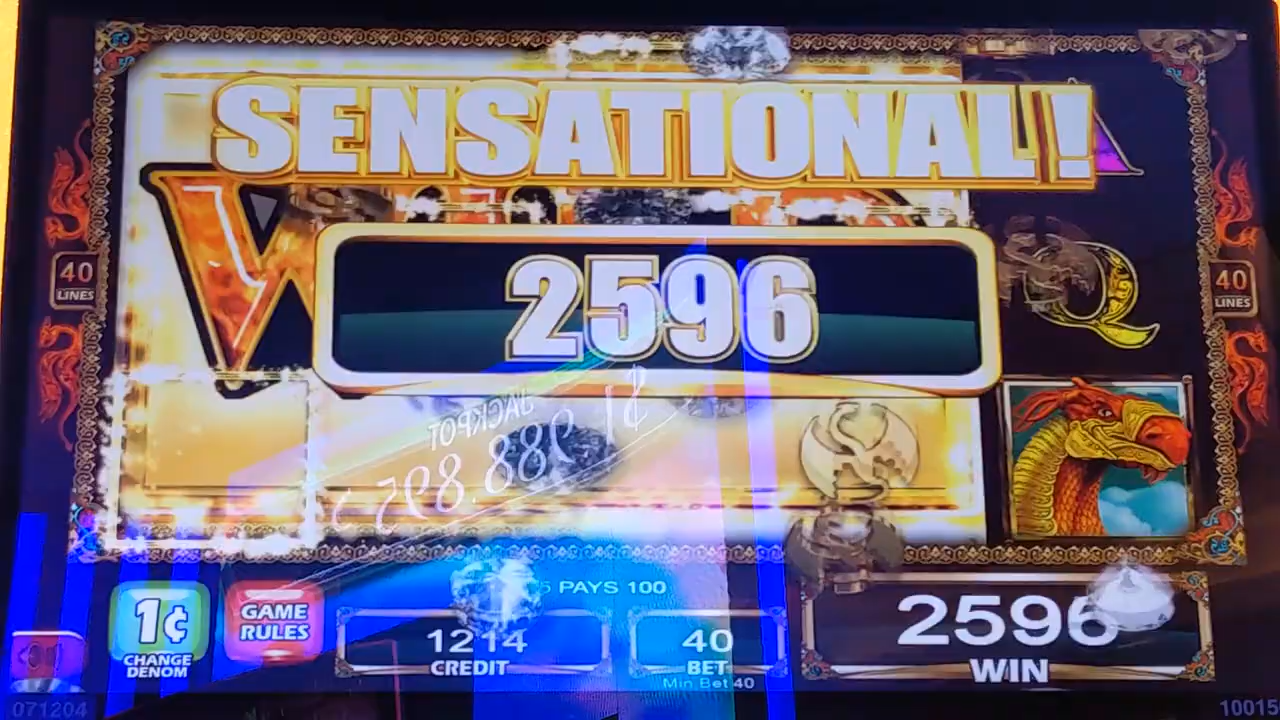 SENSATIONAL!
2596
Q
40
LINES
40
LINES
JACKPOT
PAYS 100
1¢
CHANGE
DENOM
GAME
RULES
1214
CREDIT
40
BET
Min Bet 40
2596
WIN
071204
10015